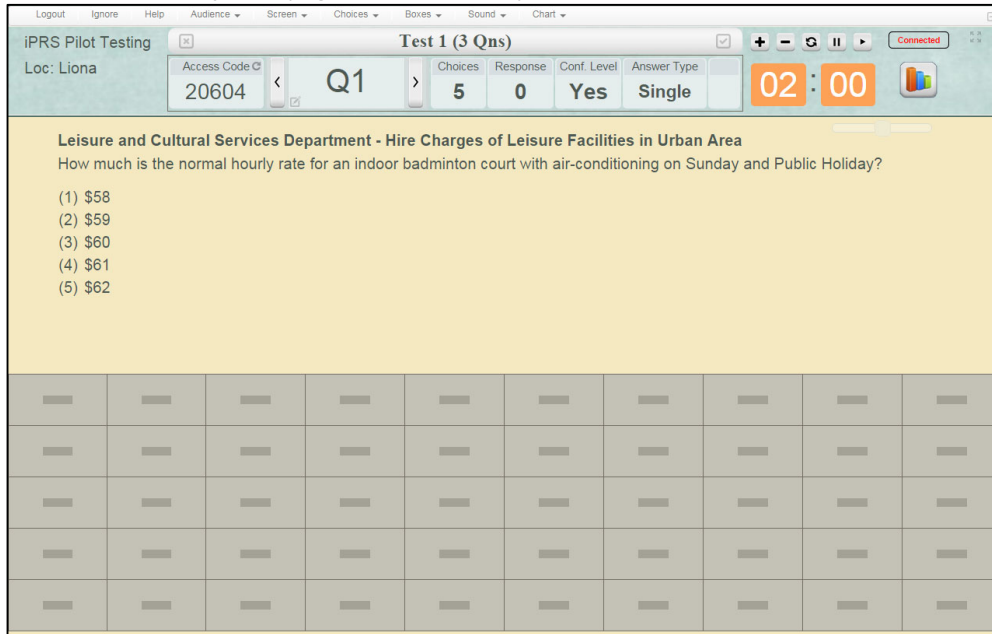 Logout Ignore Help Audience Screen Choices Boxes Sound Chart
iPRS Pilot Testing
Test 1 (3 Qns)
Connected
Loc: Liona
Access Code
20604
Q1
Choices
5
Response
0
Conf. Level
Yes
Answer Type
Single
02 : 00
Leisure and Cultural Services Department - Hire Charges of Leisure Facilities in Urban Area
How much is the normal hourly rate for an indoor badminton court with air-conditioning on Sunday and Public Holiday?
(1) $58
(2) $59
(3) $60
(4) $61
(5) $62